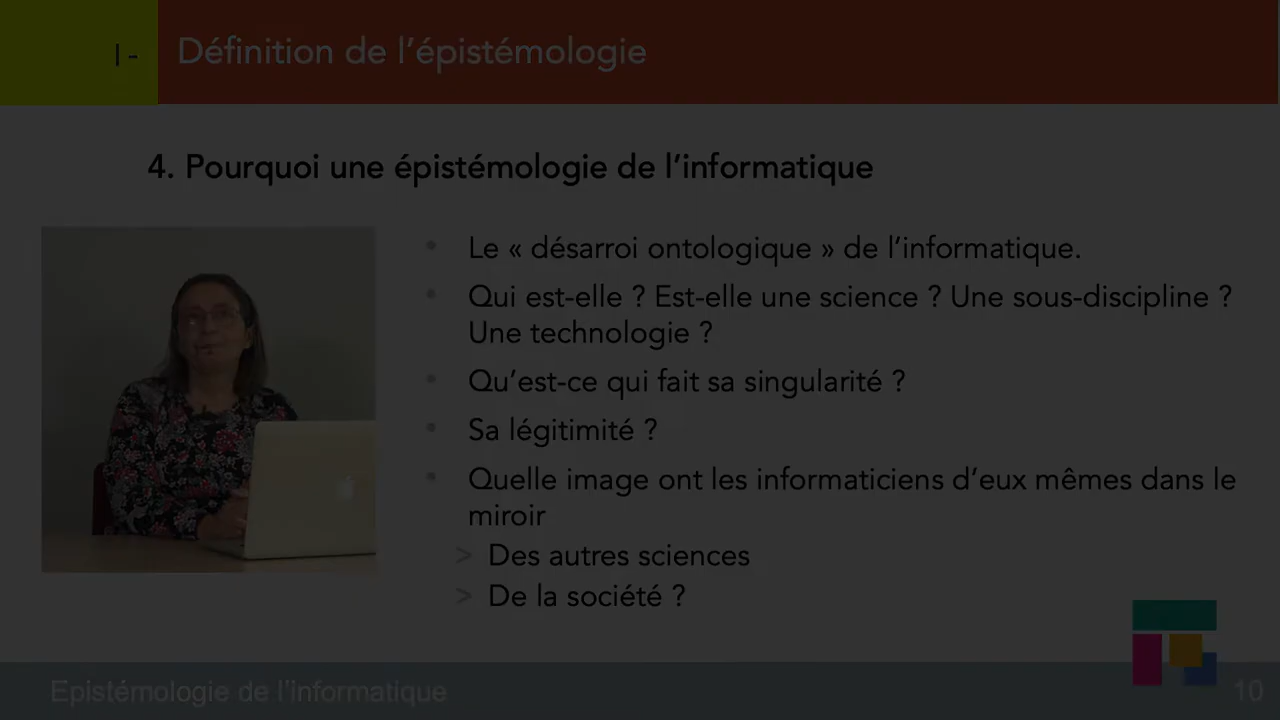 I -
Définition de l’épistémologie
4. Pourquoi une épistémologie de l’informatique
• Le « désarroi ontologique » de l’informatique.
• Qui est-elle ? Est-elle une science ? Une sous-discipline ?
Une technologie ?
• Qu’est-ce qui fait sa singularité ?
• Sa légitimité ?
• Quelle image ont les informaticiens d’eux mêmes dans le
miroir
> Des autres sciences
> De la société ?
Epistémologie de l’informatique
10